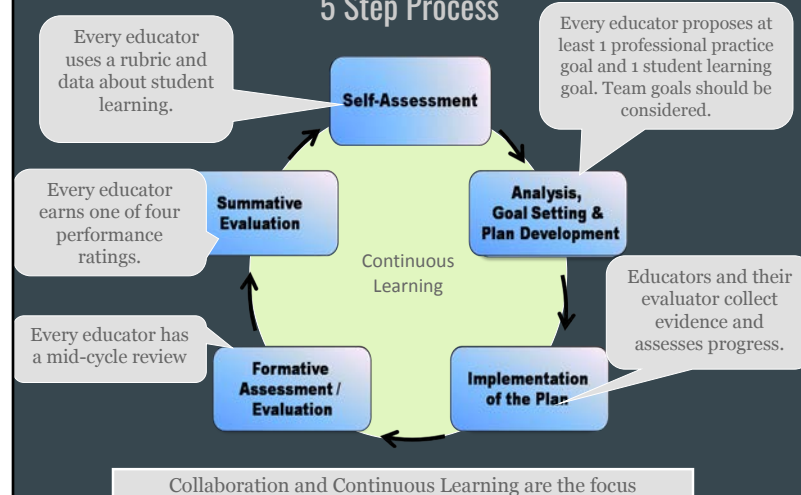 5 Step Process
Every educator
uses a rubric and
data about student
learning.
Every educator proposes at
least 1 professional practice
goal and 1 student learning
goal. Team goals should be
considered.
Self-Assessment
Every educator
earns one of four
performance
ratings.
Summative
Evaluation
Analysis,
Goal Setting &
Plan Development
Continuous
Learning
Educators and their
evaluator collect
evidence and
assesses progress.
Every educator has
a mid-cycle review
Formative
Assessment /
Evaluation
Implementation
of the Plan
Collaboration and Continuous Learning are the focus